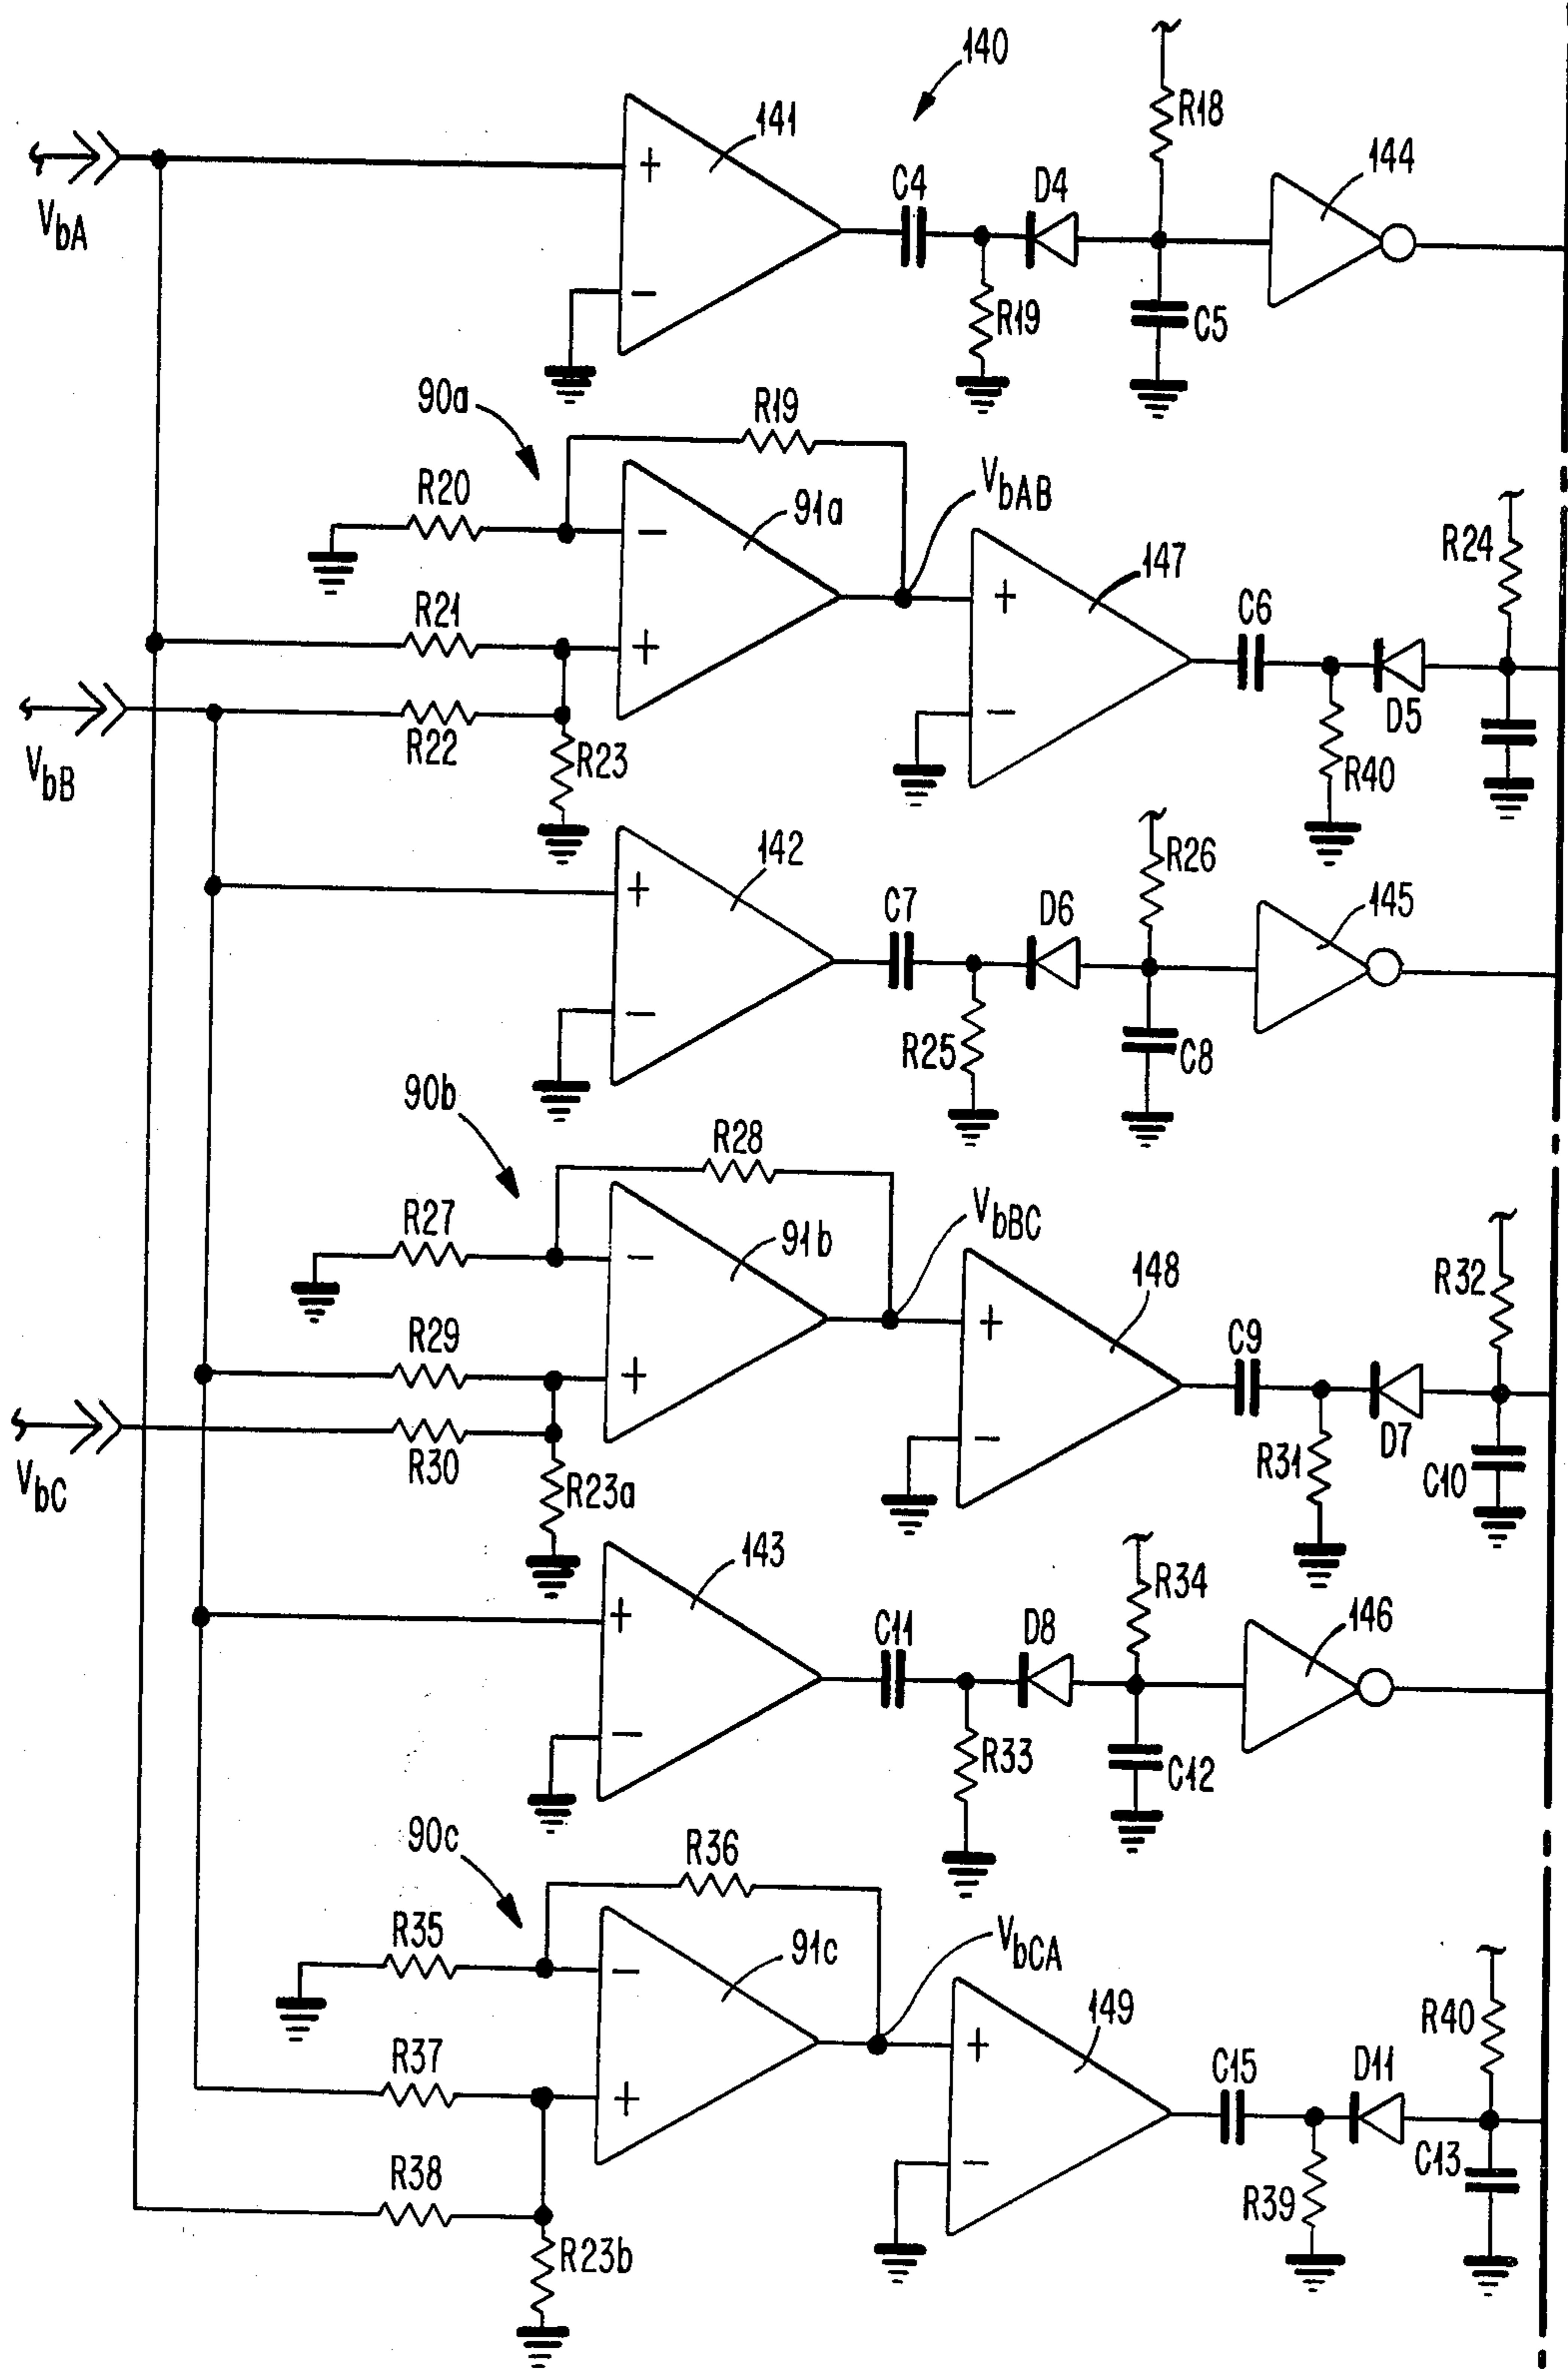 140
141
R18
144
C4
D4
VbA
+
−
R19
C5
90a
R19
VbAB
R20
91a
−
147
R24
R21
+
+
C6
R22
−
D5
VbB
R23
R40
142
R26
145
+
C7
D6
−
R25
C8
90b
R28
VbBC
R27
91b
−
148
R32
R29
+
+
C9
R30
−
D7
VbC
R23a
R31
C10
143
R34
146
+
C11
D8
−
R33
C12
90c
R36
VbCA
R35
91c
−
149
R40
R37
+
+
C15
D11
R38
−
R39
C13
R23b